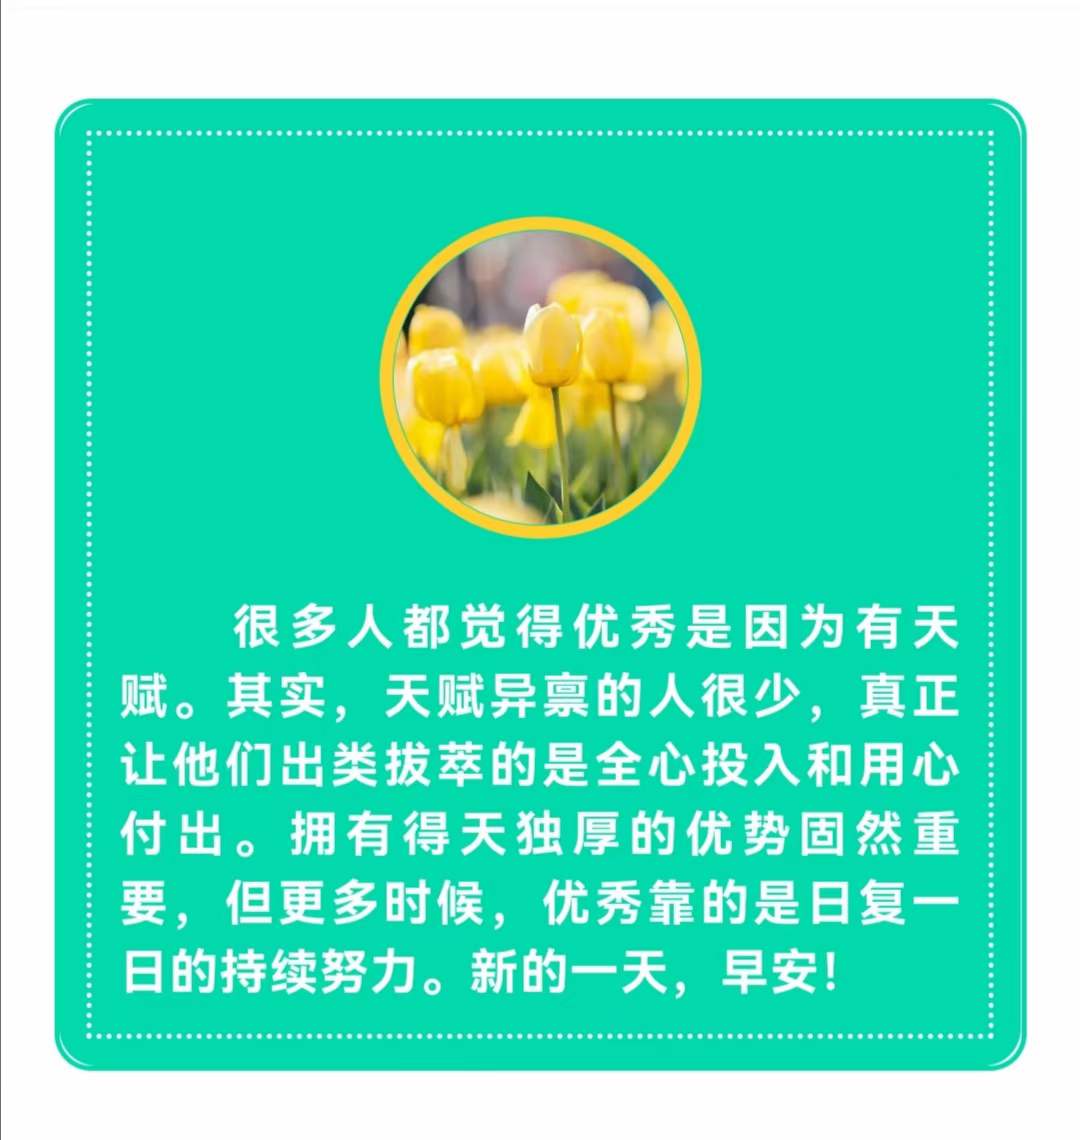 很多人都觉得优秀是因为有天
赋。其实，天赋异禀的人很少，真正
让他们出类拔萃的是全心投入和用心
付出。拥有得天独厚的优势固然重
要，但更多时候，优秀靠的是日复一
日的持续努力。新的一天，早安！